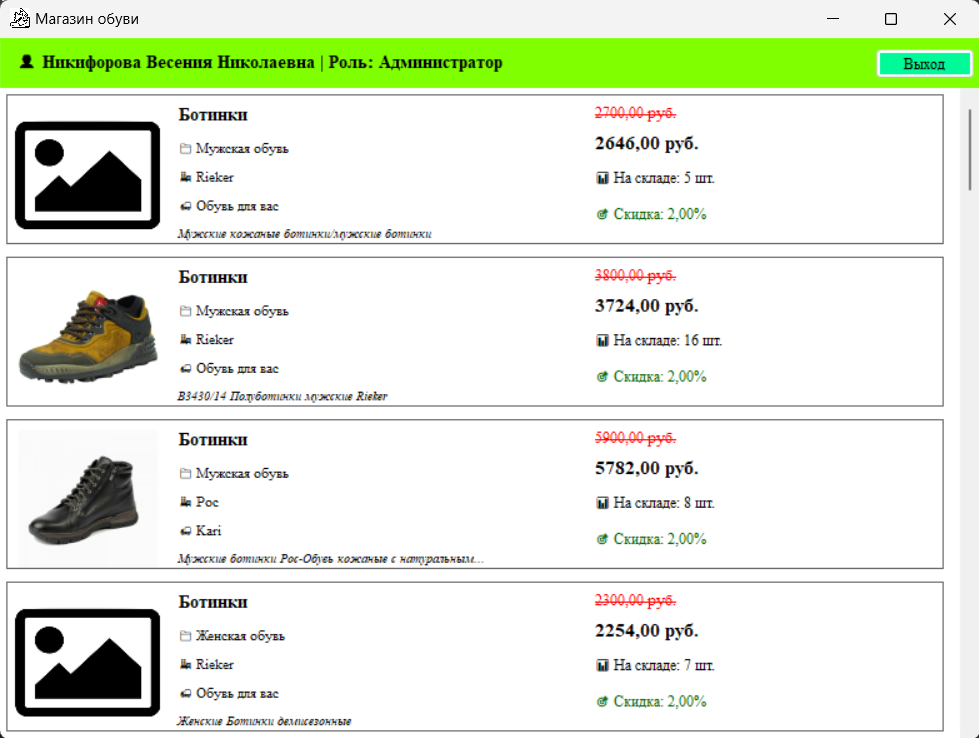 Магазин обуви
Никифорова Весения Николаевна | Роль: Администратор
Выход
Ботинки
Мужская обувь
Rieker
Обувь для вас
Мужские кожаные ботинки/мужские ботинки
2700,00 руб.
2646,00 руб.
На складе: 5 шт.
Скидка: 2,00%
Ботинки
Мужская обувь
Rieker
Обувь для вас
B3430/14 Полуботинки мужские Rieker
3800,00 руб.
3724,00 руб.
На складе: 16 шт.
Скидка: 2,00%
Ботинки
Мужская обувь
Рос
Kari
Мужские ботинки Рос-Обувь кожаные с натуральным...
5900,00 руб.
5782,00 руб.
На складе: 8 шт.
Скидка: 2,00%
Ботинки
Женская обувь
Rieker
Обувь для вас
Женские Ботинки демисезонные
2300,00 руб.
2254,00 руб.
На складе: 7 шт.
Скидка: 2,00%